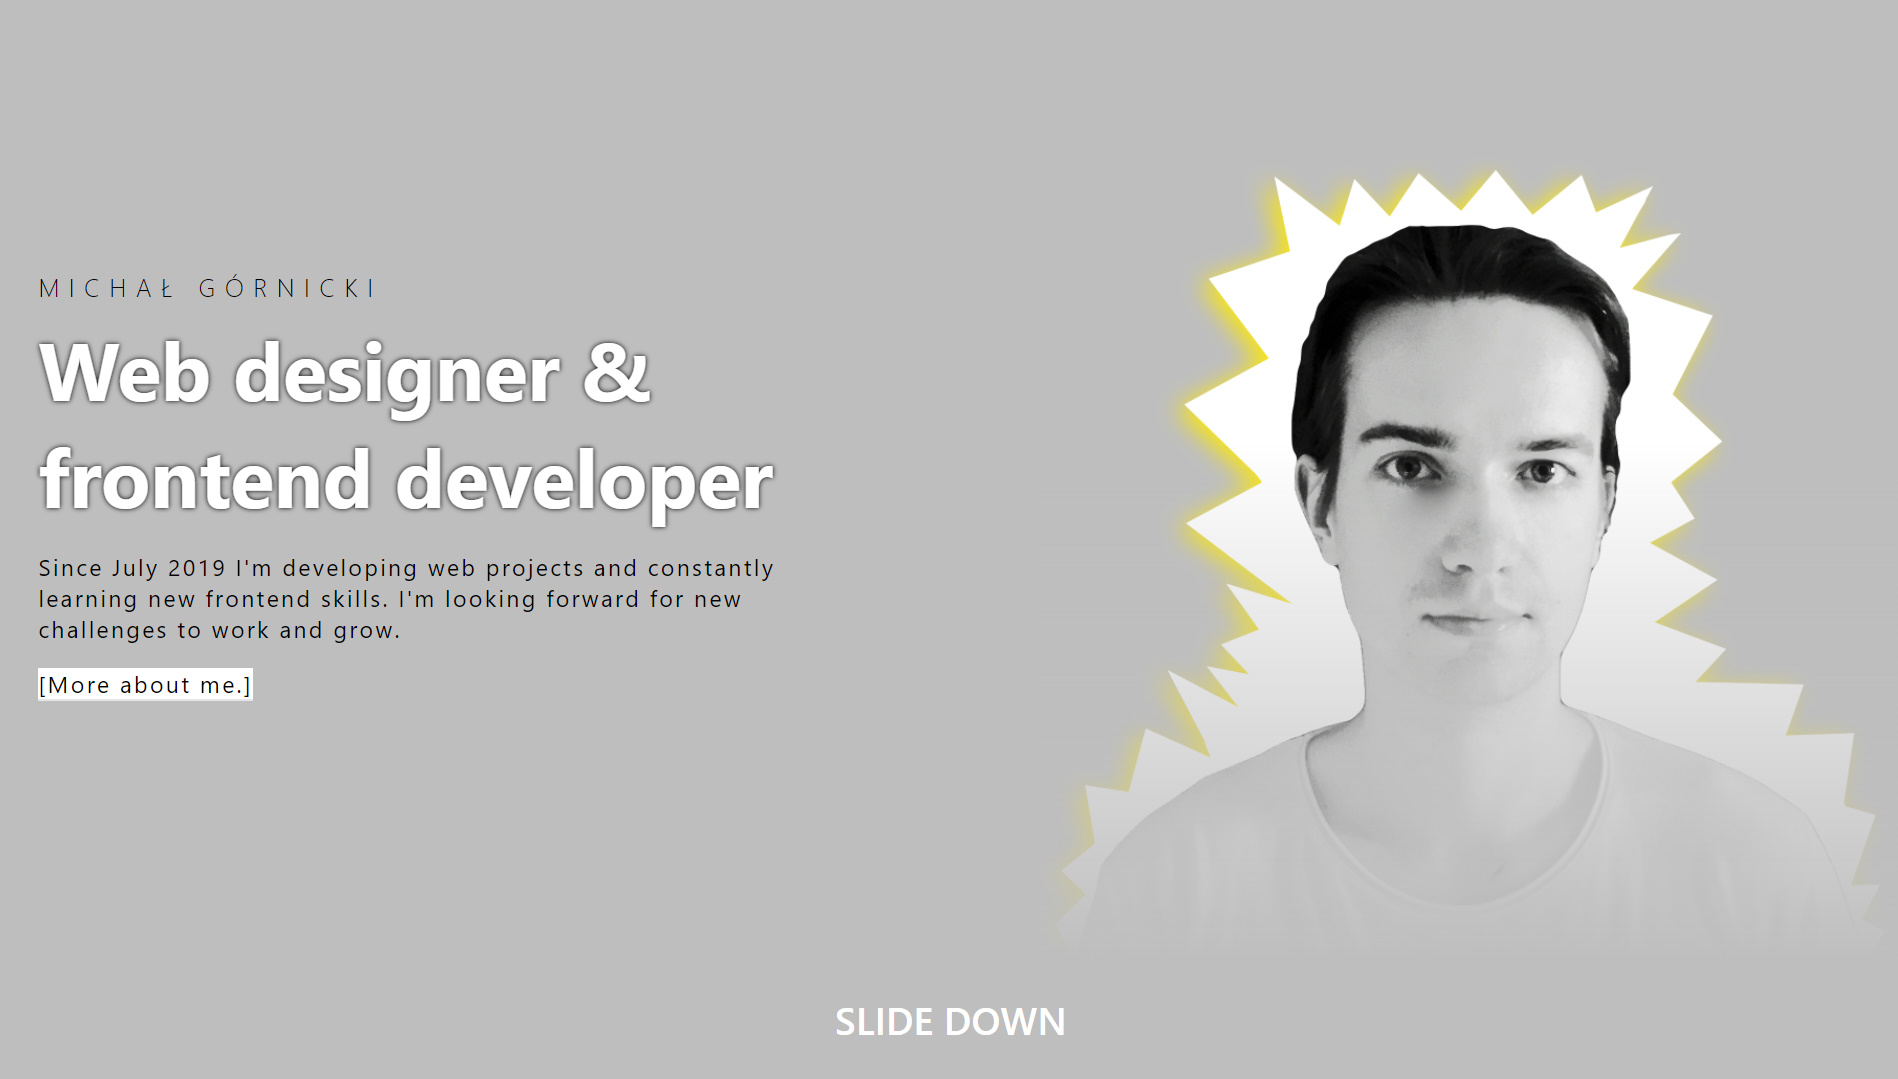 MICHAŁ GÓRNICKI
Web designer &
frontend developer
Since July 2019 I'm developing web projects and constantly
learning new frontend skills. I'm looking forward for new
challenges to work and grow.
[More about me.]
SLIDE DOWN